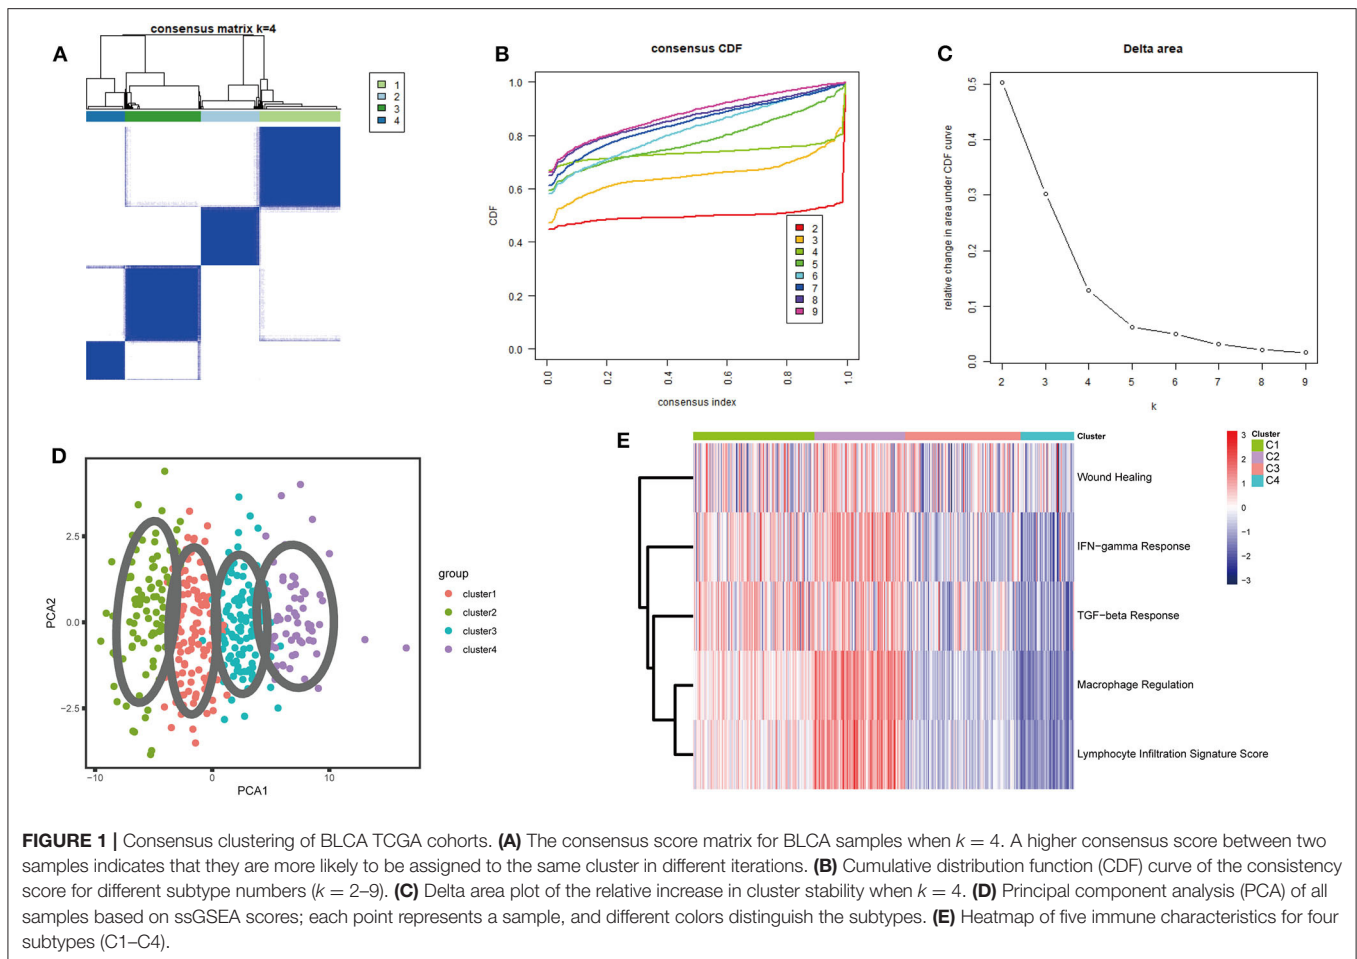 A
consensus matrix k=4
1
2
3
4
B
consensus CDF
CDF
1.0
0.8
0.6
0.4
0.2
0.0
2
3
4
5
6
7
8
9
0.0
0.2
0.4
0.6
0.8
1.0
consensus index
C
Delta area
relative change in area under CDF curve
0.5
0.4
0.3
0.2
0.1
0.0
2
3
4
5
6
7
8
9
k
D
PCA2
2.5
0.0
−2.5
−10
0
10
PCA1
group
cluster1
cluster2
cluster3
cluster4
E
Cluster
Wound Healing
IFN−gamma Response
TGF−beta Response
Macrophage Regulation
Lymphocyte Infiltration Signature Score
3
2
1
0
−1
−2
−3
Cluster
C1
C2
C3
C4
FIGURE 1 | Consensus clustering of BLCA TCGA cohorts. (A) The consensus score matrix for BLCA samples when k = 4. A higher consensus score between two
samples indicates that they are more likely to be assigned to the same cluster in different iterations. (B) Cumulative distribution function (CDF) curve of the consistency
score for different subtype numbers (k = 2–9). (C) Delta area plot of the relative increase in cluster stability when k = 4. (D) Principal component analysis (PCA) of all
samples based on ssGSEA scores; each point represents a sample, and different colors distinguish the subtypes. (E) Heatmap of five immune characteristics for four
subtypes (C1–C4).